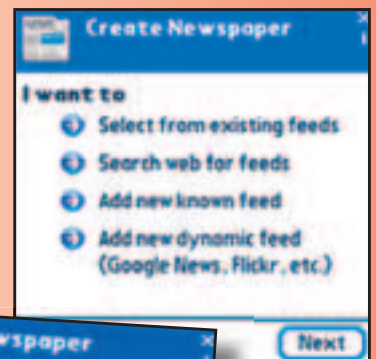 Create Newspaper
I want to
Select from existing feeds
Search web for feeds
Add new known feed
Add new dynamic feed
(Google News, Flickr, etc.)
Next
wspaper